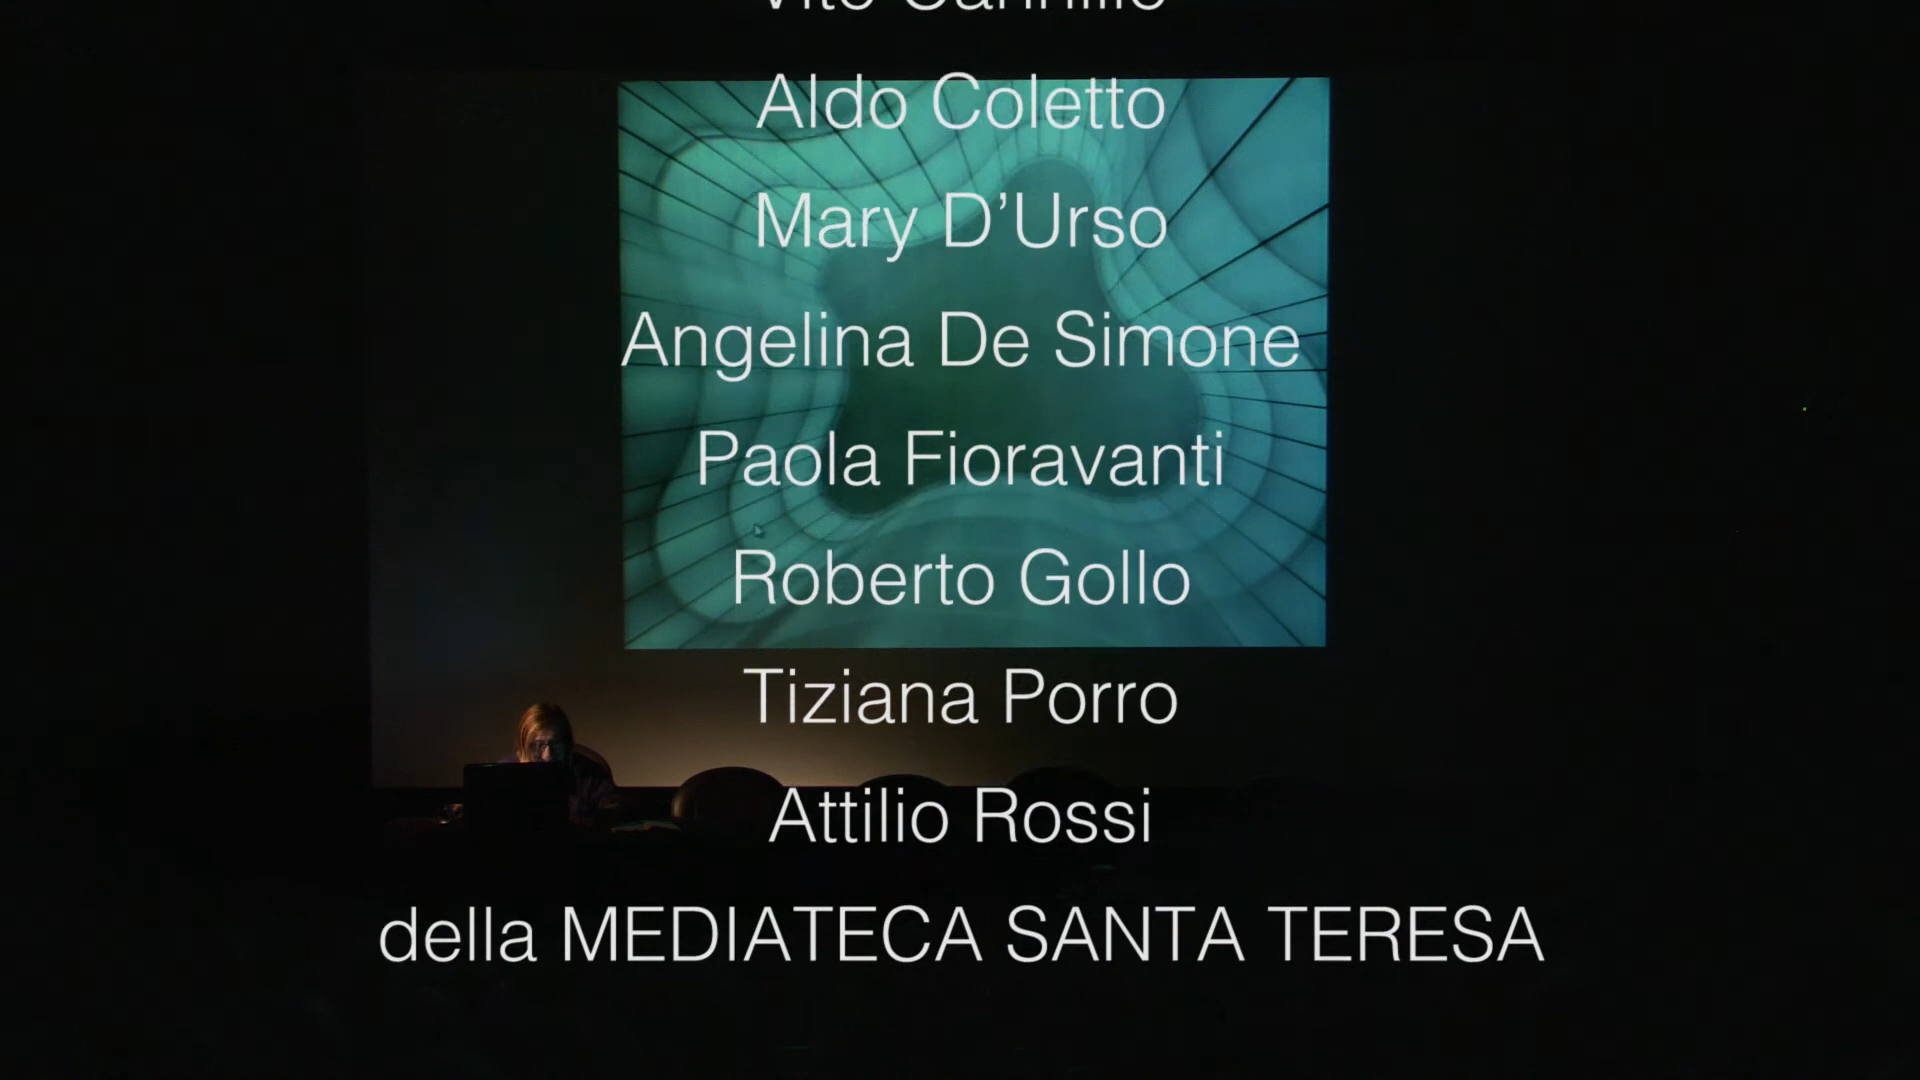 Aldo Coletto
Mary D’Urso
Angelina De Simone
Paola Fioravanti
Roberto Gollo
Tiziana Porro
Attilio Rossi
della MEDIATECA SANTA TERESA